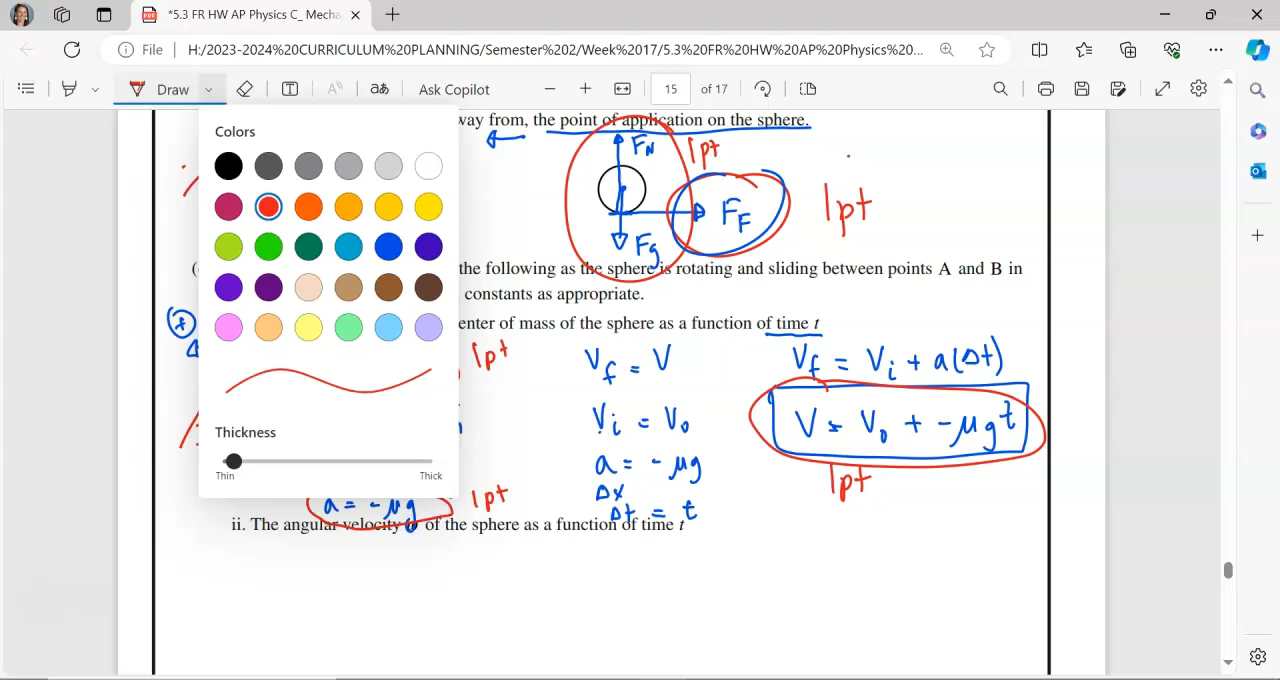 *5.3 FR HW AP Physics C_ Mecha
File H:/2023-2024%20CURRICULUM%20PLANNING/Semester%202/Week%2017/5.3%20FR%20HW%20AP%20Physics%20...
Draw aあ Ask Copilot 15 of 17
Colors
Thickness
Thin Thick
way from, the point of application on the sphere.
F_N 1pt
F_F 1pt
F_g
the following as the sphere is rotating and sliding between points A and B in
constants as appropriate.
enter of mass of the sphere as a function of time t
1pt V_f = V V_f = V_i + a(Δt)
V_i = V_0 V = V_0 + -μgt
a = -μg 1pt
Δx
a = -μg 1pt Δt = t
ii. The angular velocity ω of the sphere as a function of time t